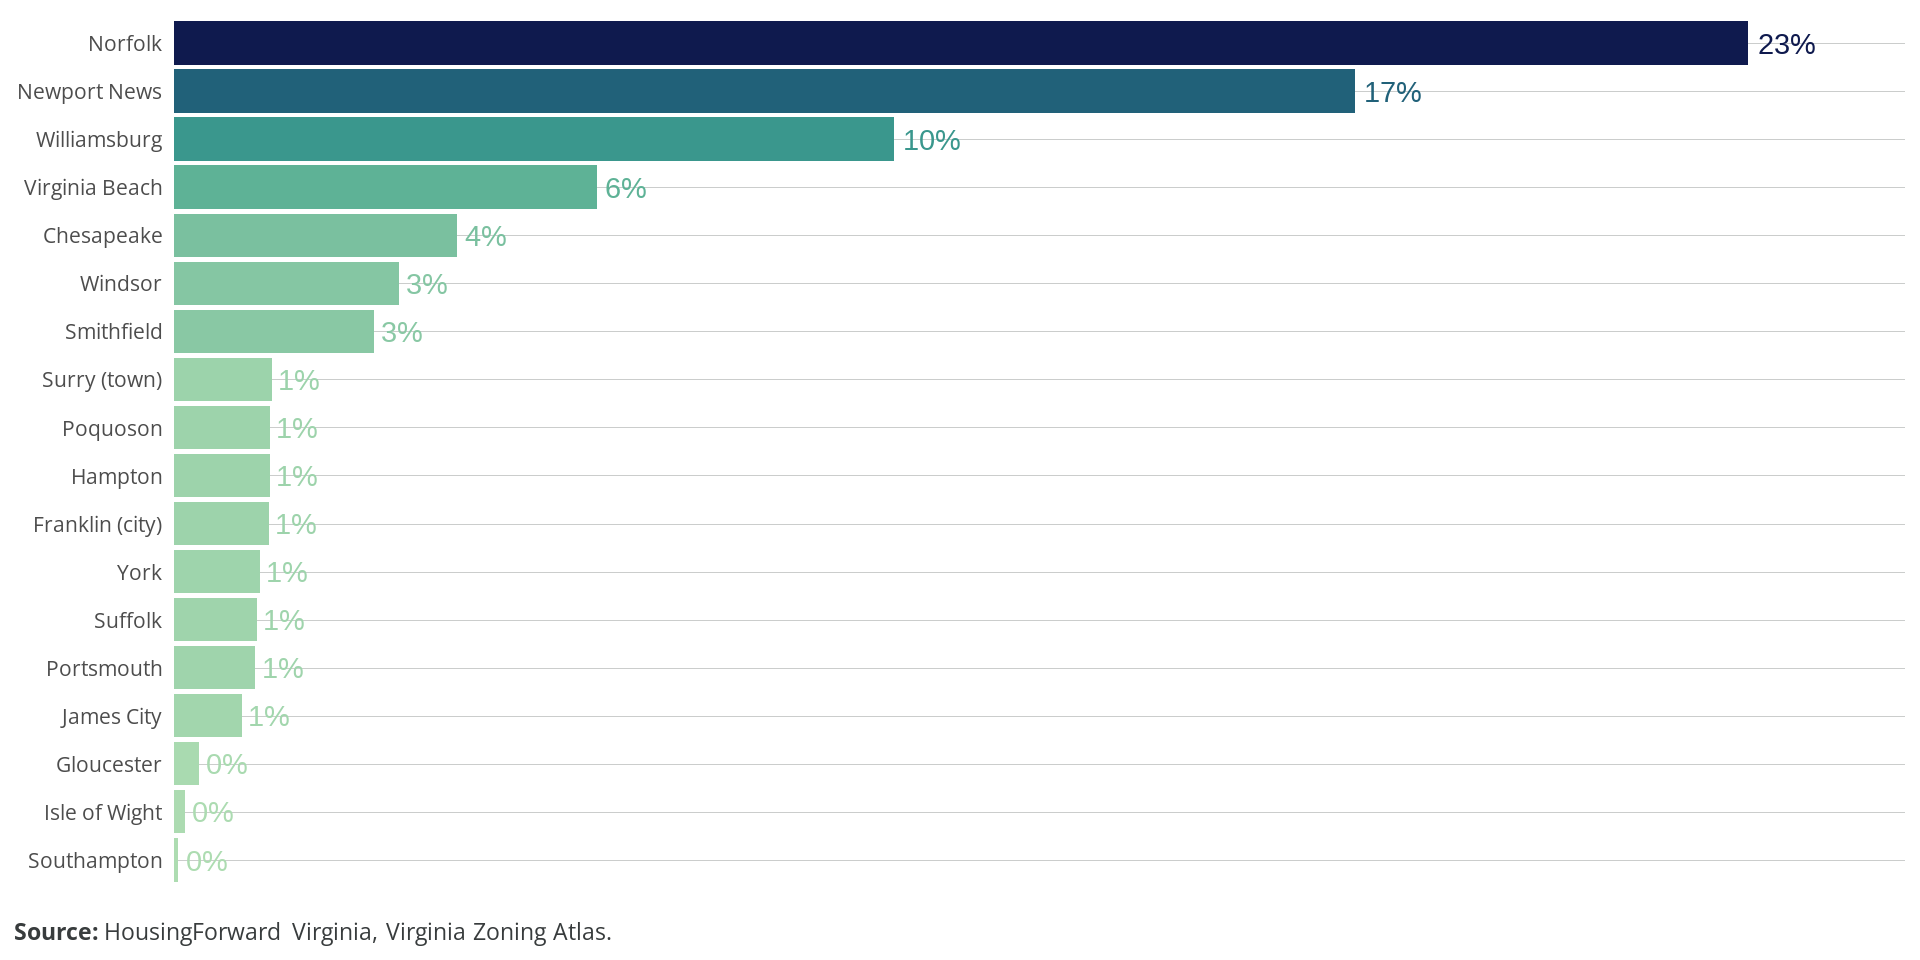 Norfolk 23%
Newport News 17%
Williamsburg 10%
Virginia Beach 6%
Chesapeake 4%
Windsor 3%
Smithfield 3%
Surry (town) 1%
Poquoson 1%
Hampton 1%
Franklin (city) 1%
York 1%
Suffolk 1%
Portsmouth 1%
James City 1%
Gloucester 0%
Isle of Wight 0%
Southampton 0%
Source: HousingForward Virginia, Virginia Zoning Atlas.